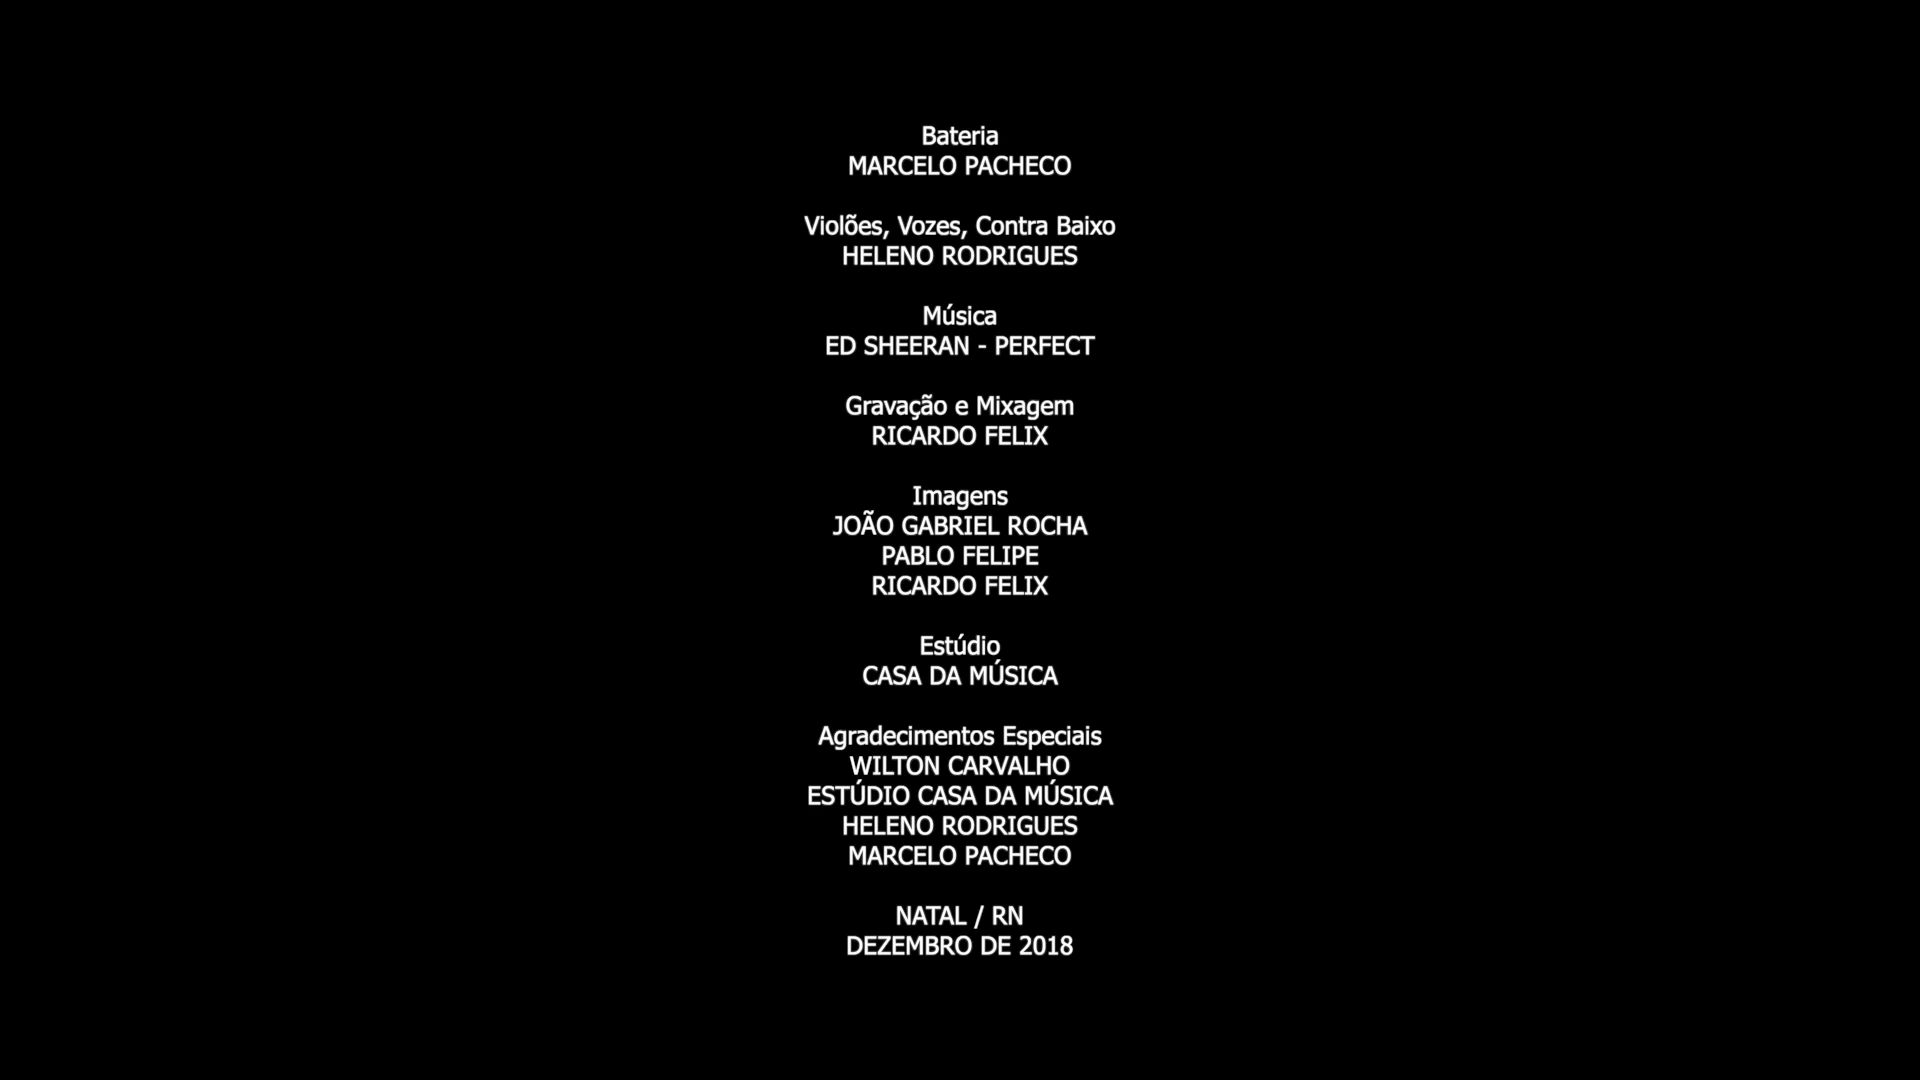 Bateria
MARCELO PACHECO
Violões, Vozes, Contra Baixo
HELENO RODRIGUES
Música
ED SHEERAN - PERFECT
Gravação e Mixagem
RICARDO FELIX
Imagens
JOÃO GABRIEL ROCHA
PABLO FELIPE
RICARDO FELIX
Estúdio
CASA DA MÚSICA
Agradecimentos Especiais
WILTON CARVALHO
ESTÚDIO CASA DA MÚSICA
HELENO RODRIGUES
MARCELO PACHECO
NATAL / RN
DEZEMBRO DE 2018